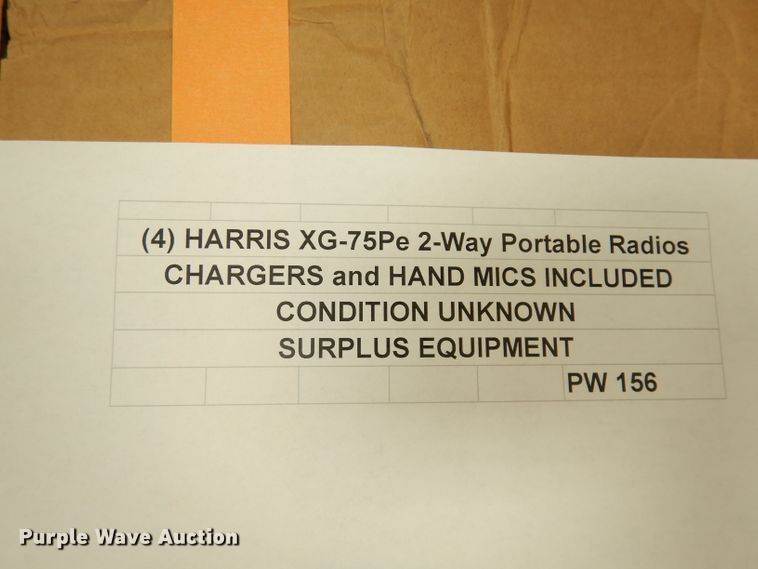 (4) HARRIS XG-75Pe 2-Way Portable Radios
CHARGERS and HAND MICS INCLUDED
CONDITION UNKNOWN
SURPLUS EQUIPMENT
PW 156
Purple Wave Auction